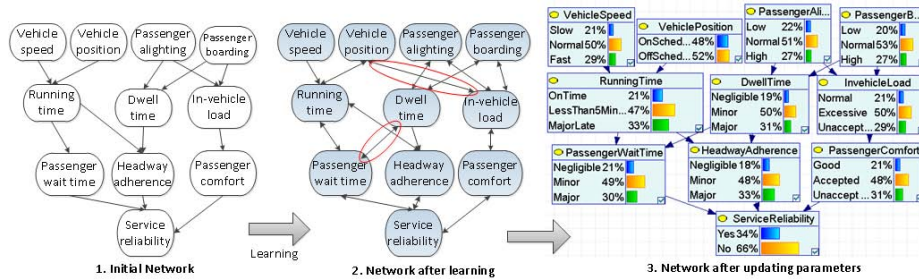 Vehicle speed
Vehicle position
Passenger alighting
Passenger boarding
Running time
Dwell time
In-vehicle load
Passenger wait time
Headway adherence
Passenger comfort
Service reliability
1. Initial Network
Learning
Vehicle speed
Vehicle position
Passenger alighting
Passenger boarding
Running time
Dwell time
In-vehicle load
Passenger wait time
Headway adherence
Passenger comfort
Service reliability
2. Network after learning
VehicleSpeed
Slow 21%
Normal 50%
Fast 29%
VehiclePosition
OnSched... 48%
OffSched... 52%
PassengerAli...
Low 22%
Normal 51%
High 27%
PassengerB...
Low 20%
Normal 53%
High 27%
RunningTime
OnTime 21%
LessThan5Min... 47%
MajorLate 33%
DwellTime
Negligible 19%
Minor 50%
Major 31%
InvehicleLoad
Normal 21%
Excessive 50%
Unaccept... 29%
PassengerWaitTime
Negligible 21%
Minor 49%
Major 30%
HeadwayAdherence
Negligible 18%
Minor 48%
Major 33%
PassengerComfort
Good 21%
Accepted 48%
Unaccept... 31%
ServiceReliability
Yes 34%
No 66%
3. Network after updating parameters